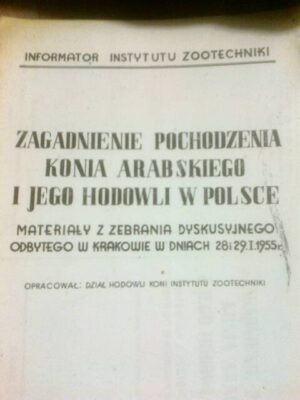 INFORMATOR INSTYTUTU ZOOTECHNIKI
ZAGADNIENIE POCHODZENIA
KONIA ARABSKIEGO
I JEGO HODOWLI W POLSCE
MATERIAŁY Z ZEBRANIA DYSKUSYJNEGO
ODBYTEGO W KRAKOWIE W DNIACH 28 i 29.I.1955 r.
OPRACOWAŁ: DZIAŁ HODOWLI KONI INSTYTUTU ZOOTECHNIKI